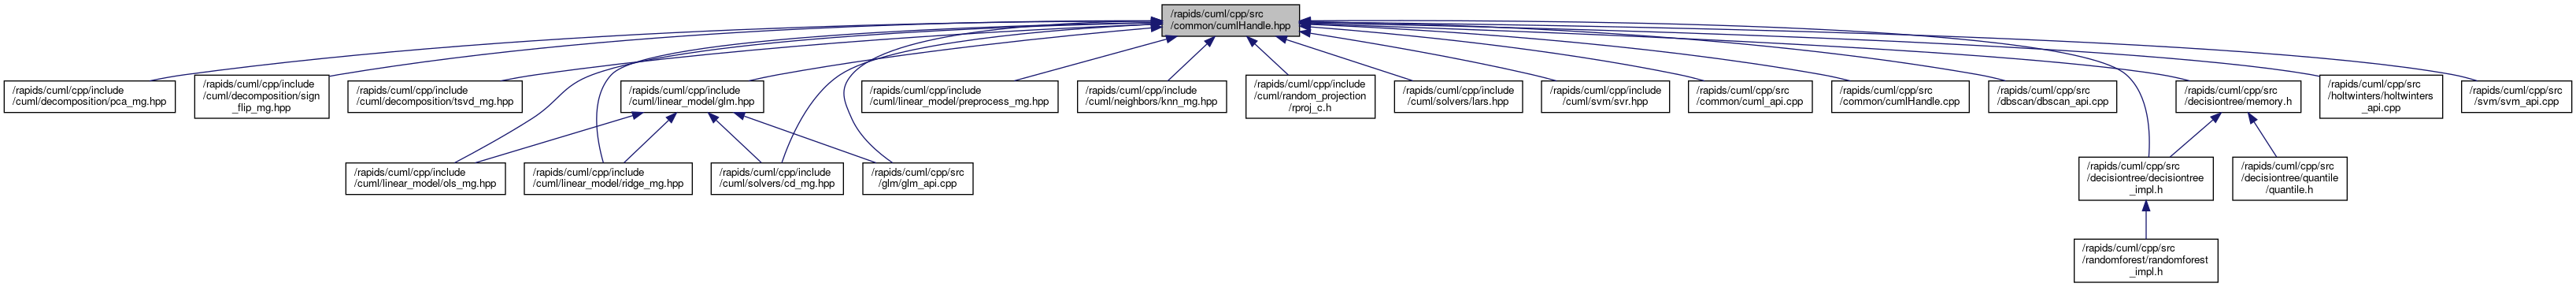 /rapids/cuml/cpp/src
/common/cumlHandle.hpp
/rapids/cuml/cpp/include
/cuml/decomposition/pca_mg.hpp
/rapids/cuml/cpp/include
/cuml/decomposition/sign
_flip_mg.hpp
/rapids/cuml/cpp/include
/cuml/decomposition/tsvd_mg.hpp
/rapids/cuml/cpp/include
/cuml/linear_model/glm.hpp
/rapids/cuml/cpp/include
/cuml/linear_model/preprocess_mg.hpp
/rapids/cuml/cpp/include
/cuml/neighbors/knn_mg.hpp
/rapids/cuml/cpp/include
/cuml/random_projection
/rproj_c.h
/rapids/cuml/cpp/include
/cuml/solvers/lars.hpp
/rapids/cuml/cpp/include
/cuml/svm/svr.hpp
/rapids/cuml/cpp/src
/common/cuml_api.cpp
/rapids/cuml/cpp/src
/common/cumlHandle.cpp
/rapids/cuml/cpp/src
/dbscan/dbscan_api.cpp
/rapids/cuml/cpp/src
/decisiontree/memory.h
/rapids/cuml/cpp/src
/holtwinters/holtwinters
_api.cpp
/rapids/cuml/cpp/src
/svm/svm_api.cpp
/rapids/cuml/cpp/include
/cuml/linear_model/ols_mg.hpp
/rapids/cuml/cpp/include
/cuml/linear_model/ridge_mg.hpp
/rapids/cuml/cpp/include
/cuml/solvers/cd_mg.hpp
/rapids/cuml/cpp/src
/glm/glm_api.cpp
/rapids/cuml/cpp/src
/decisiontree/decisiontree
_impl.h
/rapids/cuml/cpp/src
/decisiontree/quantile
/quantile.h
/rapids/cuml/cpp/src
/randomforest/randomforest
_impl.h